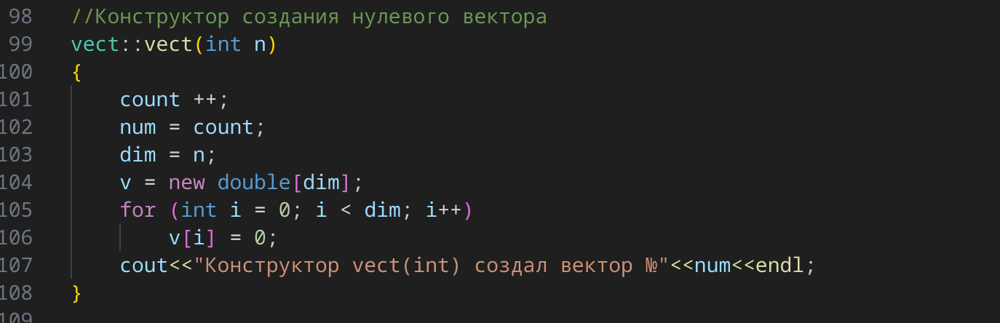 98 //Конструктор создания нулевого вектора
99 vect::vect(int n)
100 {
101 count ++;
102 num = count;
103 dim = n;
104 v = new double[dim];
105 for (int i = 0; i < dim; i++)
106 v[i] = 0;
107 cout<<"Конструктор vect(int) создал вектор №"<<num<<endl;
108 }
109